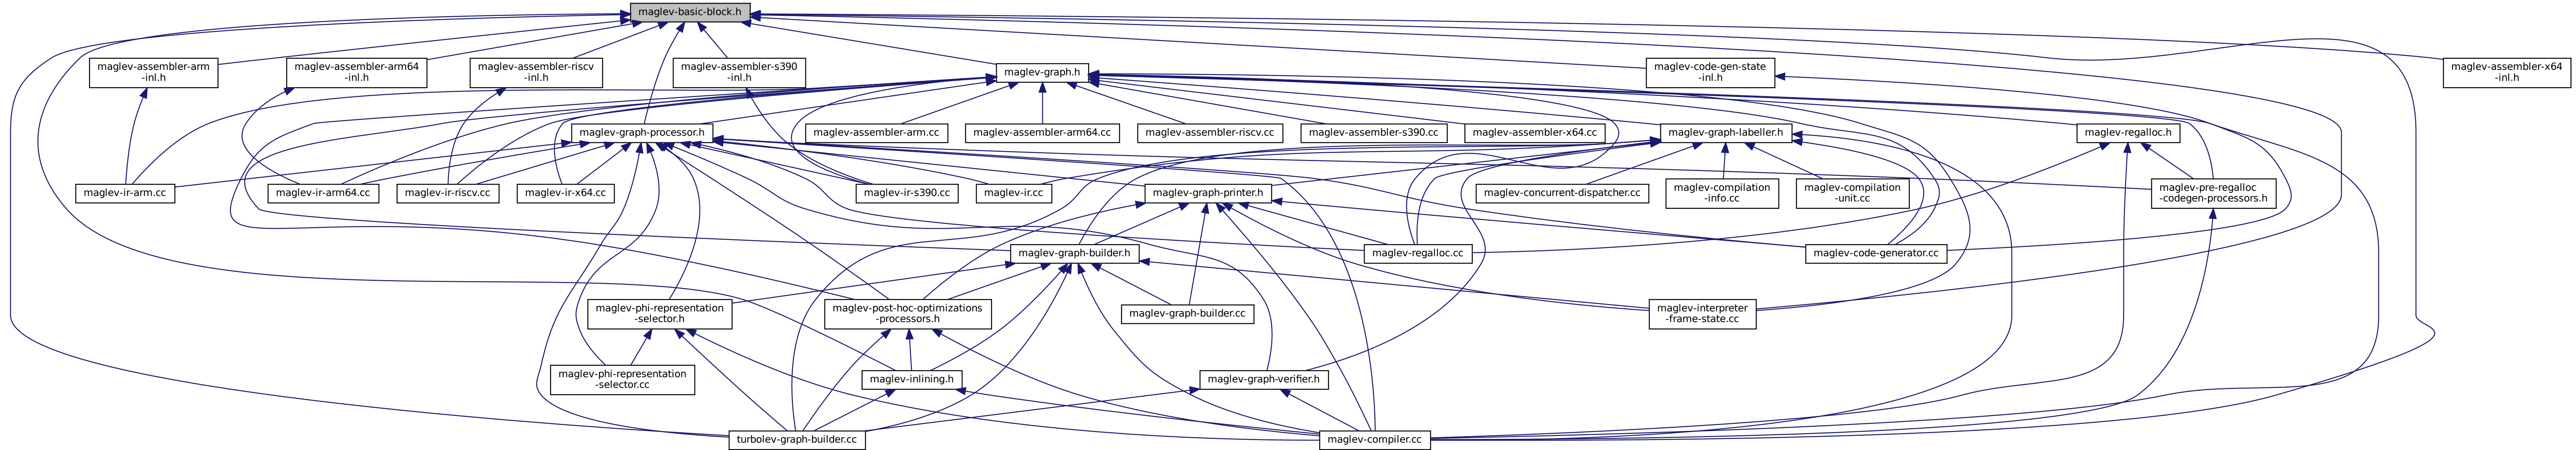 maglev-basic-block.h
maglev-assembler-arm
-inl.h
maglev-assembler-arm64
-inl.h
maglev-assembler-riscv
-inl.h
maglev-assembler-s390
-inl.h
maglev-graph.h
maglev-code-gen-state
-inl.h
maglev-assembler-x64
-inl.h
maglev-graph-processor.h
maglev-assembler-arm.cc
maglev-assembler-arm64.cc
maglev-assembler-riscv.cc
maglev-assembler-s390.cc
maglev-assembler-x64.cc
maglev-graph-labeller.h
maglev-regalloc.h
maglev-ir-arm.cc
maglev-ir-arm64.cc
maglev-ir-riscv.cc
maglev-ir-x64.cc
maglev-ir-s390.cc
maglev-ir.cc
maglev-graph-printer.h
maglev-concurrent-dispatcher.cc
maglev-compilation
-info.cc
maglev-compilation
-unit.cc
maglev-pre-regalloc
-codegen-processors.h
maglev-graph-builder.h
maglev-regalloc.cc
maglev-code-generator.cc
maglev-phi-representation
-selector.h
maglev-post-hoc-optimizations
-processors.h
maglev-graph-builder.cc
maglev-interpreter
-frame-state.cc
maglev-phi-representation
-selector.cc
maglev-inlining.h
maglev-graph-verifier.h
turbolev-graph-builder.cc
maglev-compiler.cc